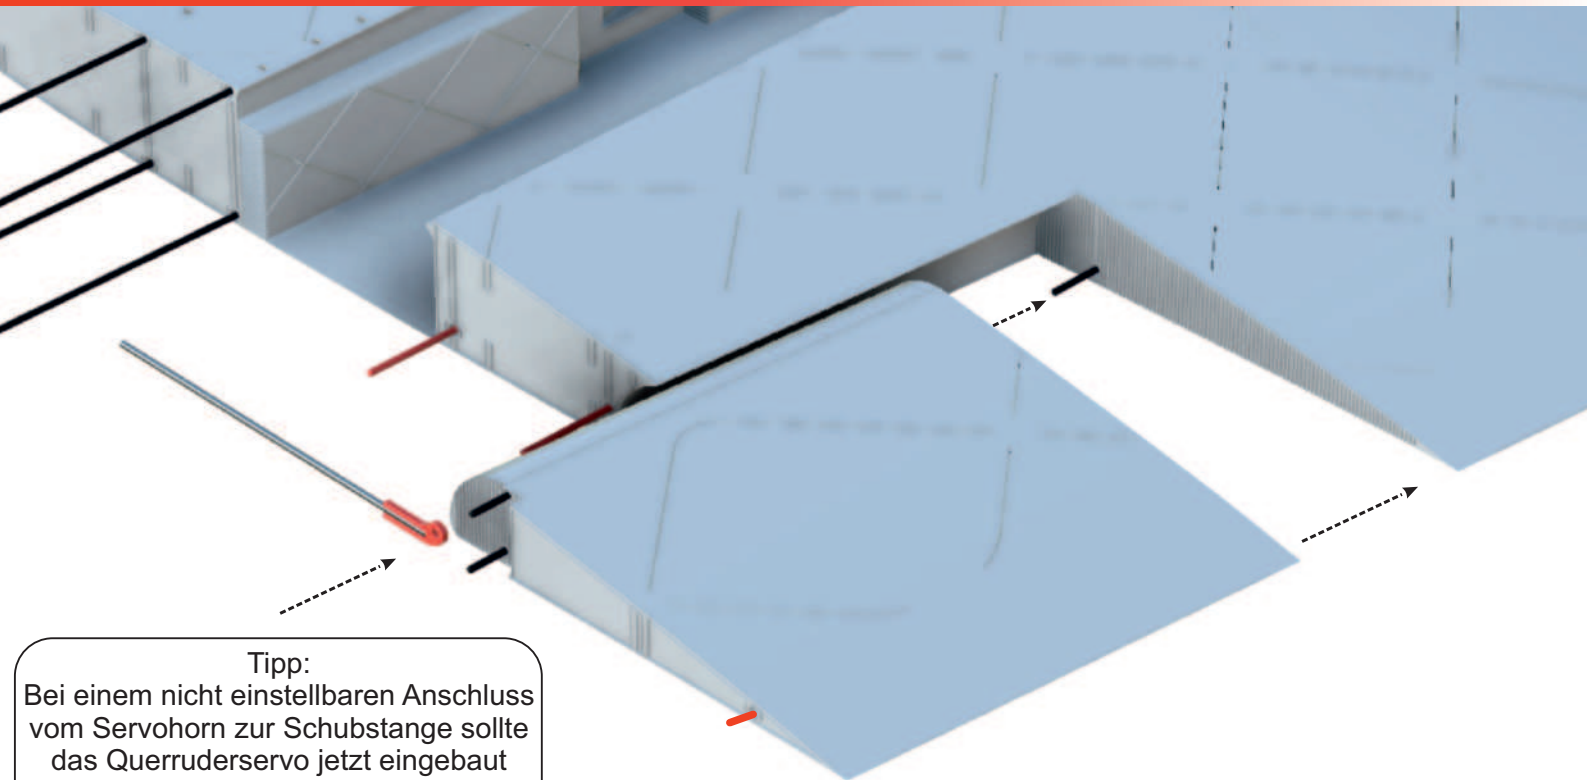 Tipp:
Bei einem nicht einstellbaren Anschluss
vom Servohorn zur Schubstange sollte
das Querruderservo jetzt eingebaut